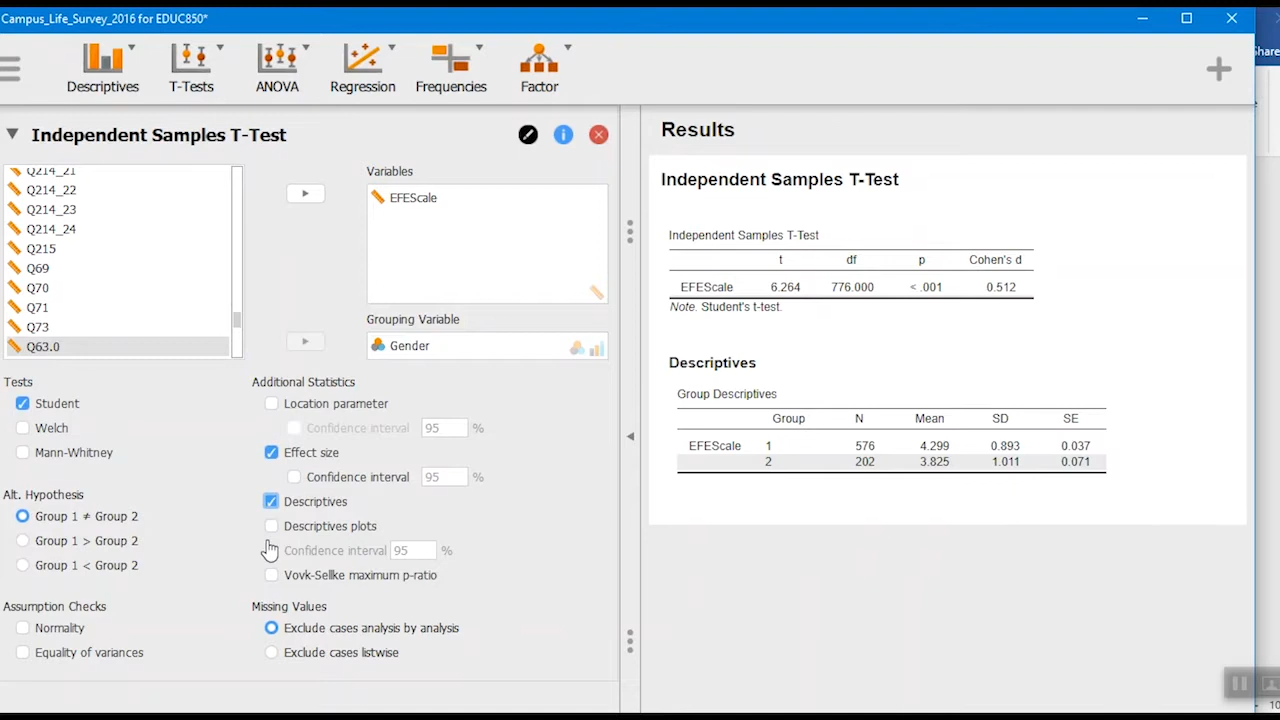 Campus_Life_Survey_2016 for EDUC850*
Share
Descriptives T-Tests ANOVA Regression Frequencies Factor
Independent Samples T-Test
Q214_21
Q214_22
Q214_23
Q214_24
Q215
Q69
Q70
Q71
Q73
Q63.0
Variables
EFEScale
Grouping Variable
Gender
Tests
Student
Welch
Mann-Whitney
Alt. Hypothesis
Group 1 ≠ Group 2
Group 1 > Group 2
Group 1 < Group 2
Assumption Checks
Normality
Equality of variances
Additional Statistics
Location parameter
Confidence interval 95 %
Effect size
Confidence interval 95 %
Descriptives
Descriptives plots
Confidence interval 95 %
Vovk-Sellke maximum p-ratio
Missing Values
Exclude cases analysis by analysis
Exclude cases listwise
Results
Independent Samples T-Test
Independent Samples T-Test
t df p Cohen's d
EFEScale 6.264 776.000 < .001 0.512
Note. Student's t-test.
Descriptives
Group Descriptives
Group N Mean SD SE
EFEScale 1 576 4.299 0.893 0.037
2 202 3.825 1.011 0.071